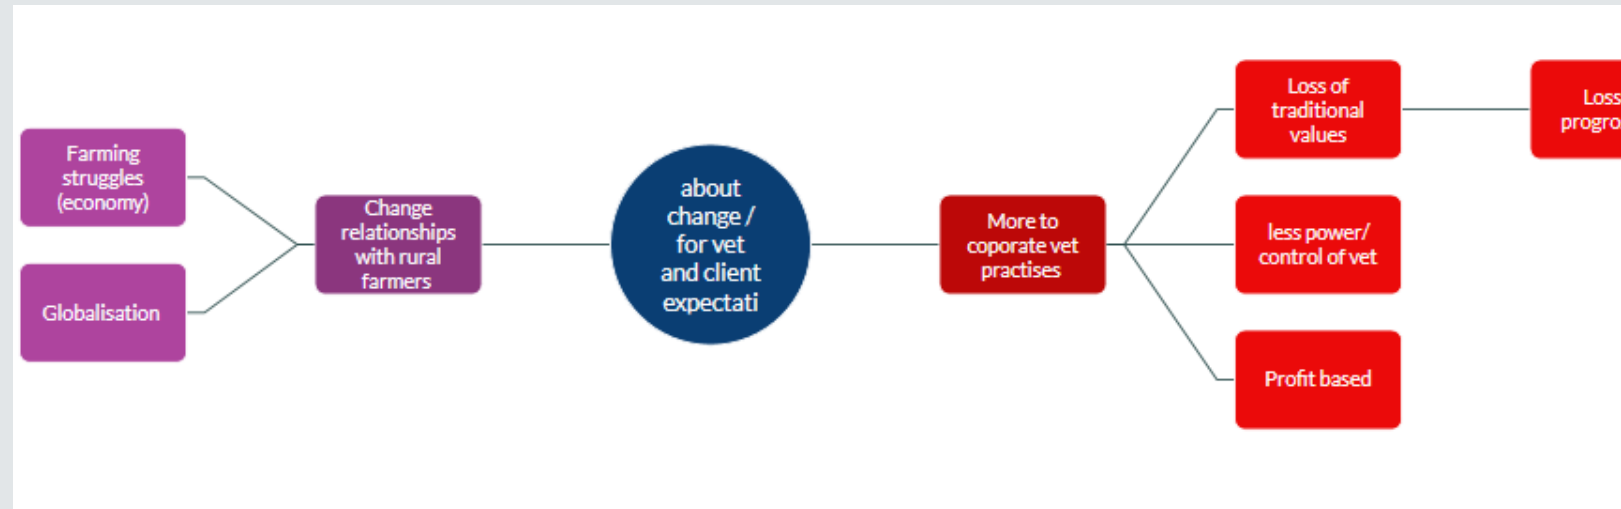 Farming
struggles
(economy)
Globalisation
Change
relationships
with rural
farmers
about
change /
for vet
and client
expectati
More to
coporate vet
practises
Loss of
traditional
values
less power/
control of vet
Profit based
Loss